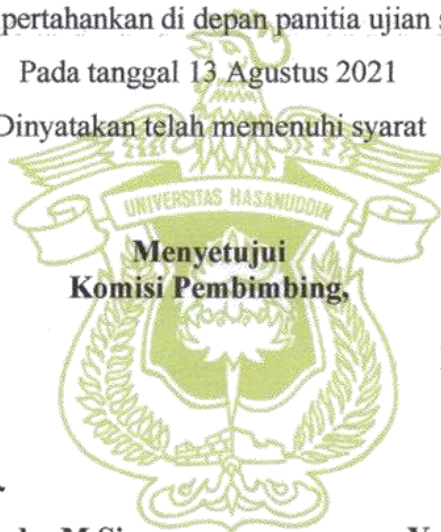 pertahankan di depan panitia ujian
Pada tanggal 13 Agustus 2021
Dinyatakan telah memenuhi syarat
UNIVERSITAS HASANUDDIN
Menyetujui
Komisi Pembimbing,
M.Si